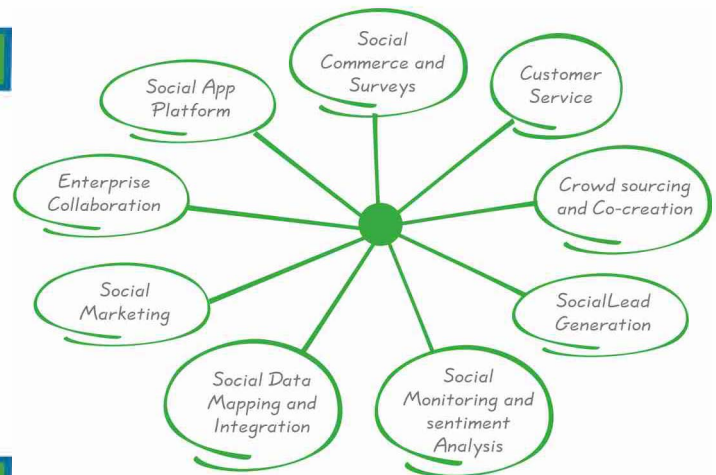 Social
Commerce and
Surveys
Customer
Service
Crowd sourcing
and Co-creation
SocialLead
Generation
Social
Monitoring and
sentiment
Analysis
Social Data
Mapping and
Integration
Social
Marketing
Enterprise
Collaboration
Social App
Platform